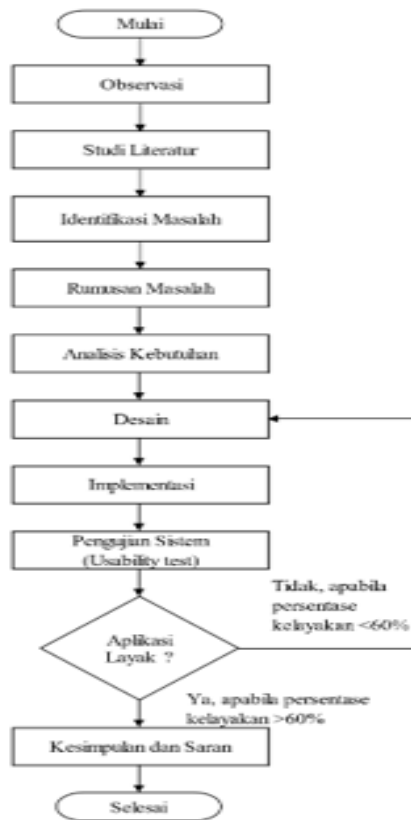 Mulai
Observasi
Studi Literatur
Identifikasi Masalah
Rumusan Masalah
Analisis Kebutuhan
Desain
Implementasi
Pengujian Sistem
(Usability test)
Tidak, apabila
persentase
kelayakan <60%
Aplikasi
Layak ?
Ya, apabila persentase
kelayakan >60%
Kesimpulan dan Saran
Selesai